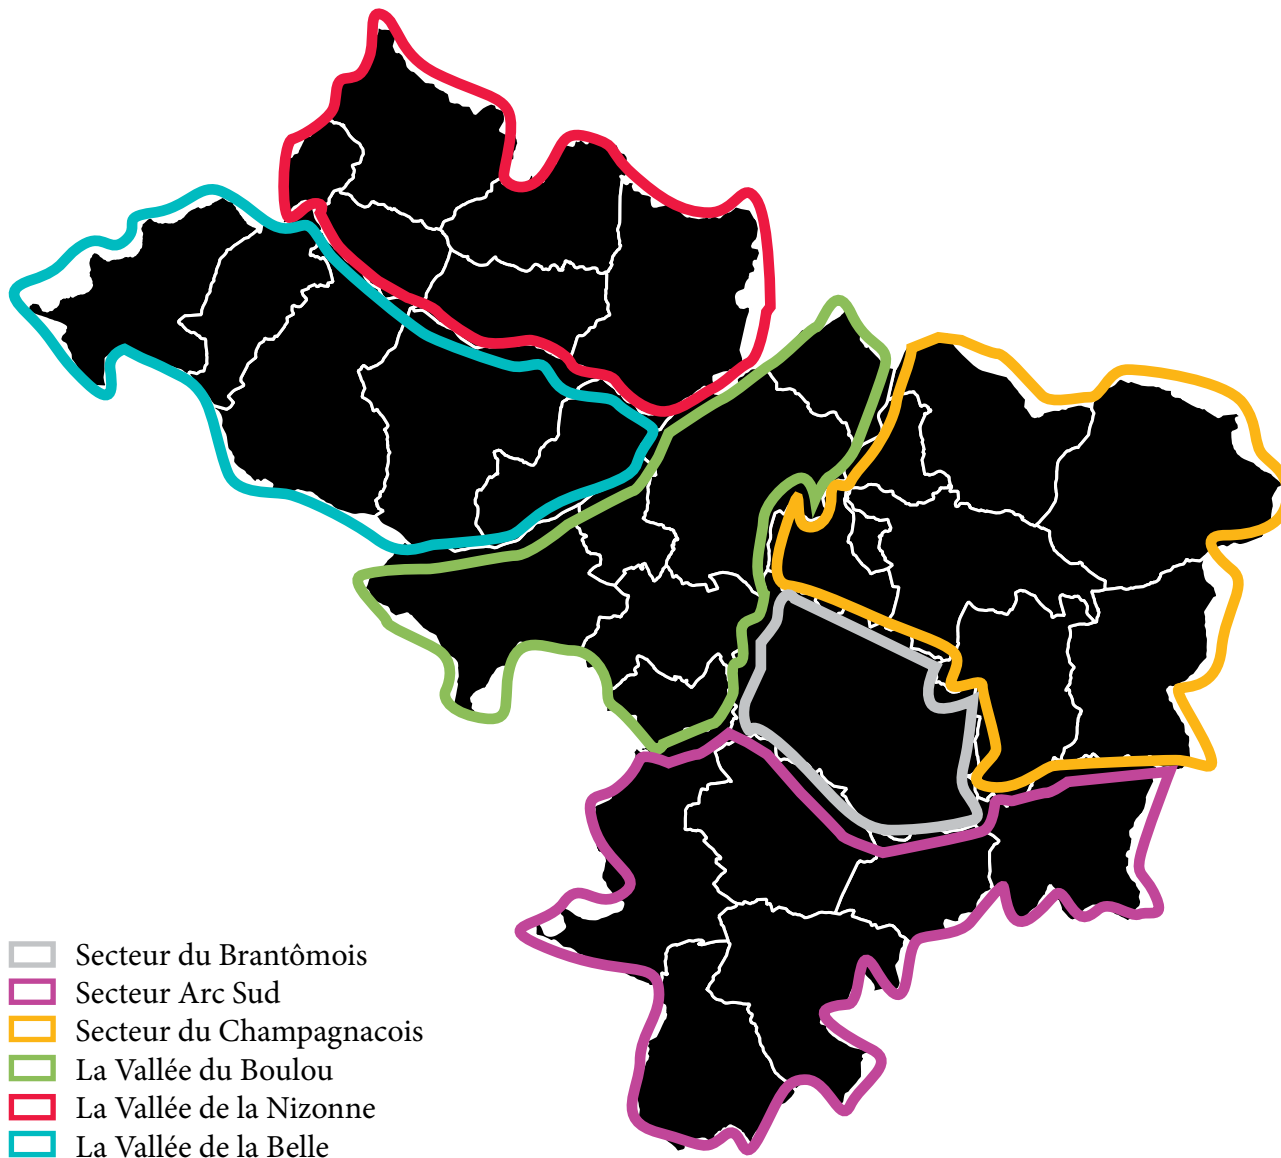 Secteur du Brantômois
Secteur Arc Sud
Secteur du Champagnacois
La Vallée du Boulou
La Vallée de la Nizonne
La Vallée de la Belle